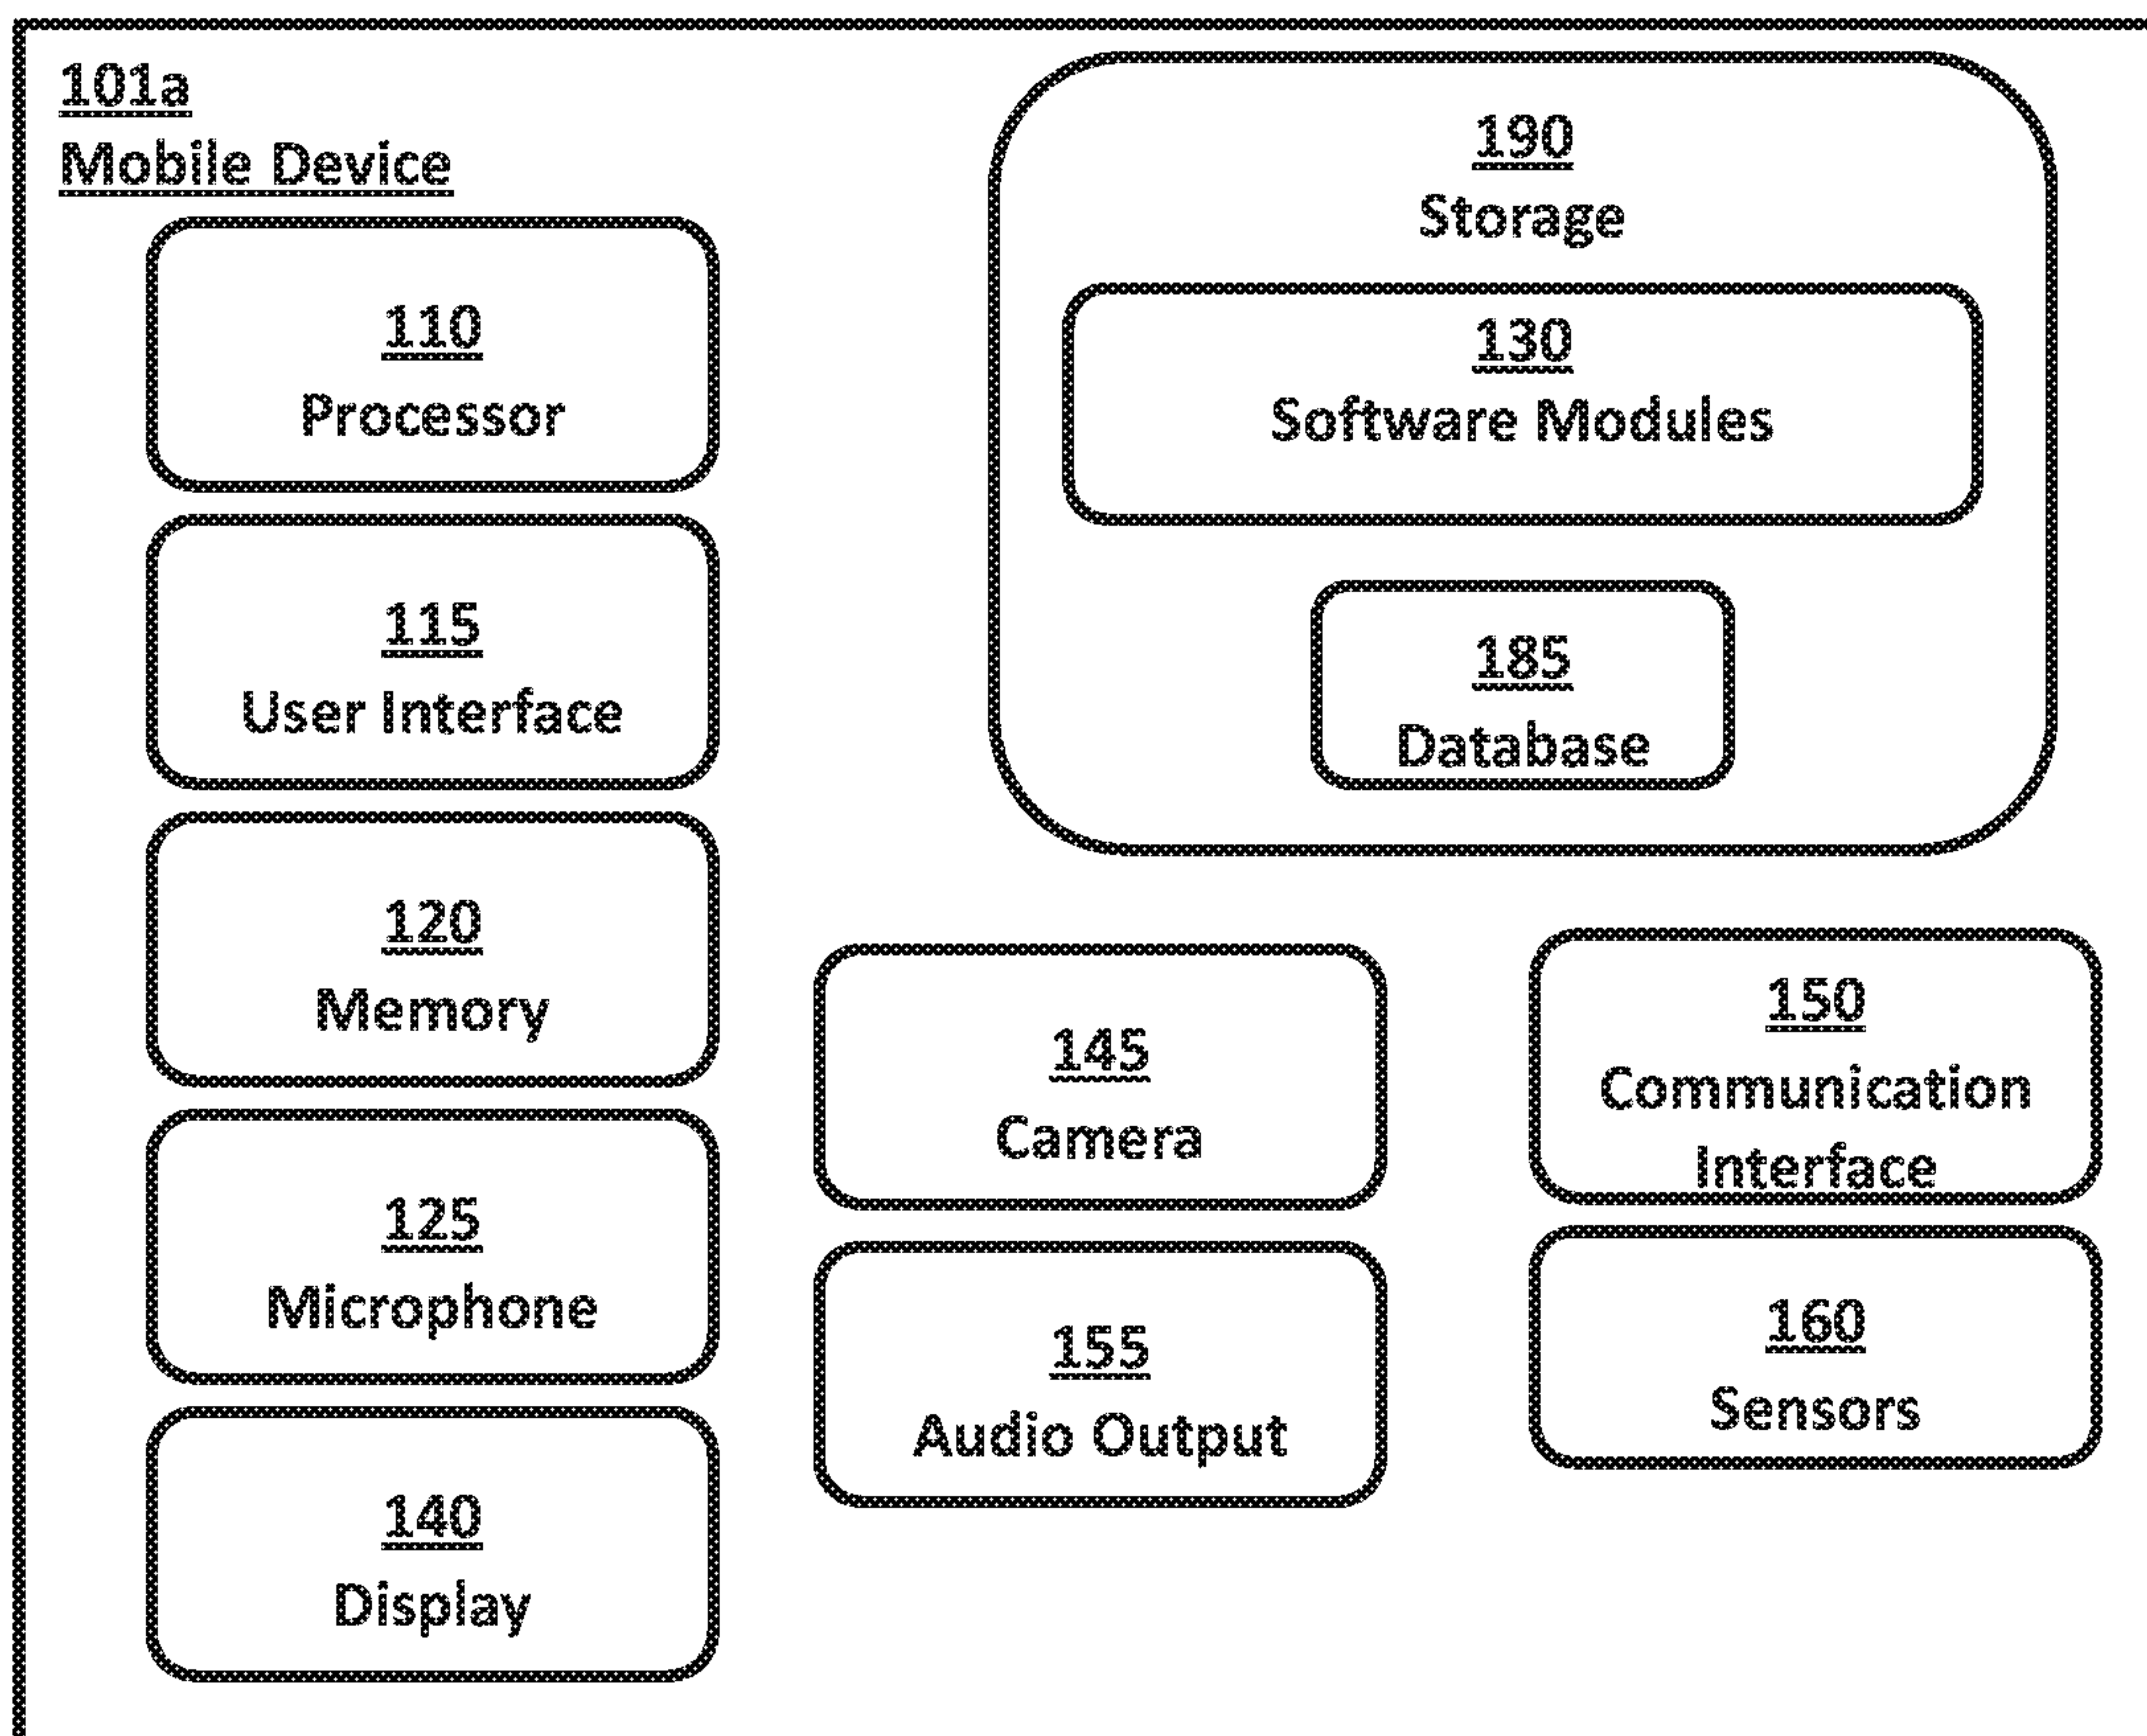 101a
Mobile Device
110
Processor
115
User Interface
120
Memory
125
Microphone
140
Display
190
Storage
130
Software Modules
185
Database
145
Camera
155
Audio Output
150
Communication
Interface
160
Sensors